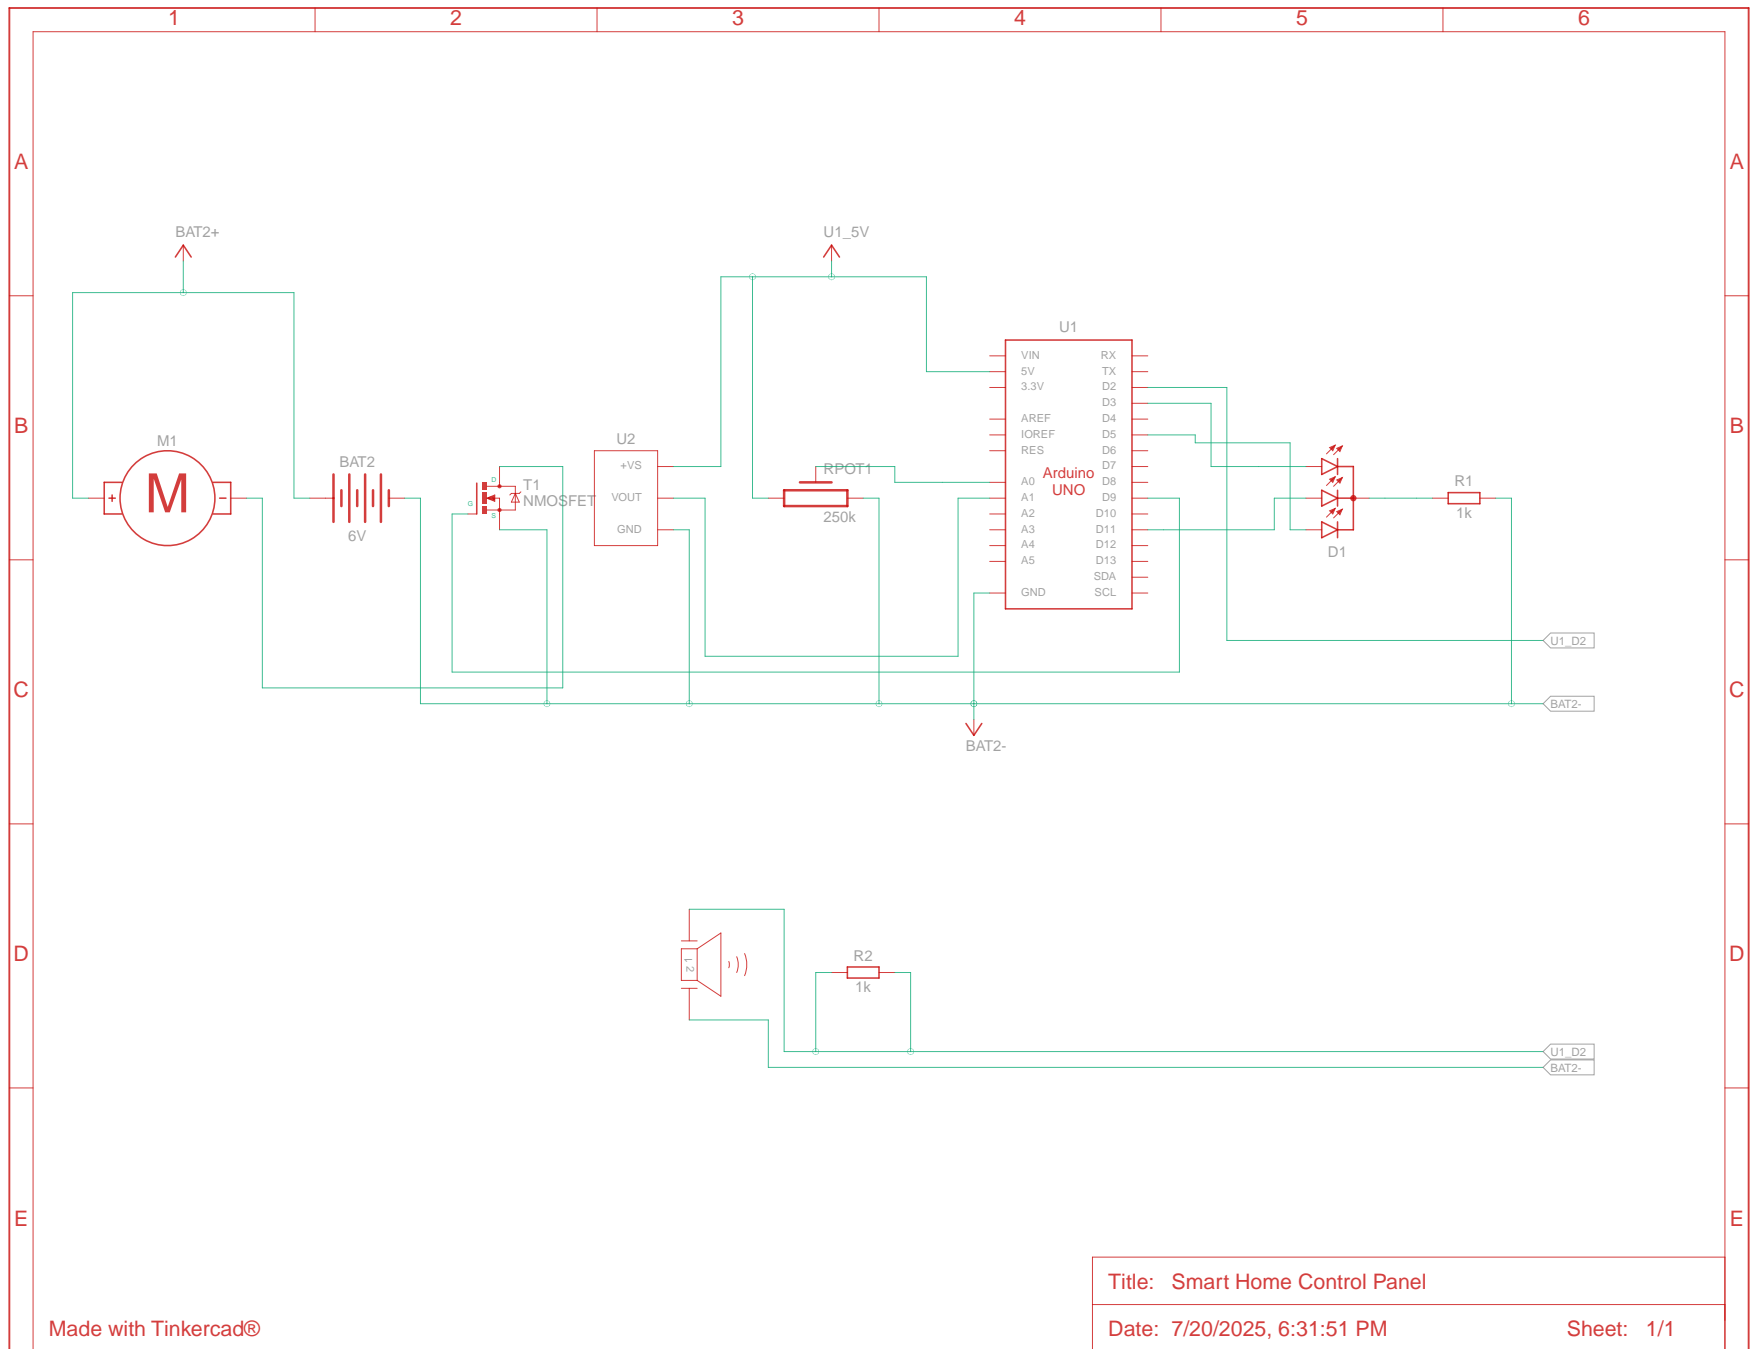 1 2 3 4 5 6
A A
BAT2+ U1_5V
U1
VIN RX
5V TX
3.3V D2
D3
AREF D4
IOREF D5
RES D6
D7
A0 D8
A1 D9
A2 D10
A3 D11
A4 D12
A5 D13
SDA
GND SCL
Arduino
UNO
B B
M1
+ M -
BAT2
6V
D
G
S
T1
NMOSFET
U2
+VS
VOUT
GND
RPOT1
250k
D1
R1
1k
U1_D2
C C
BAT2-
BAT2-
D D
1 2
R2
1k
U1_D2
BAT2-
E E
Title: Smart Home Control Panel
Made with Tinkercad®
Date: 7/20/2025, 6:31:51 PM Sheet: 1/1